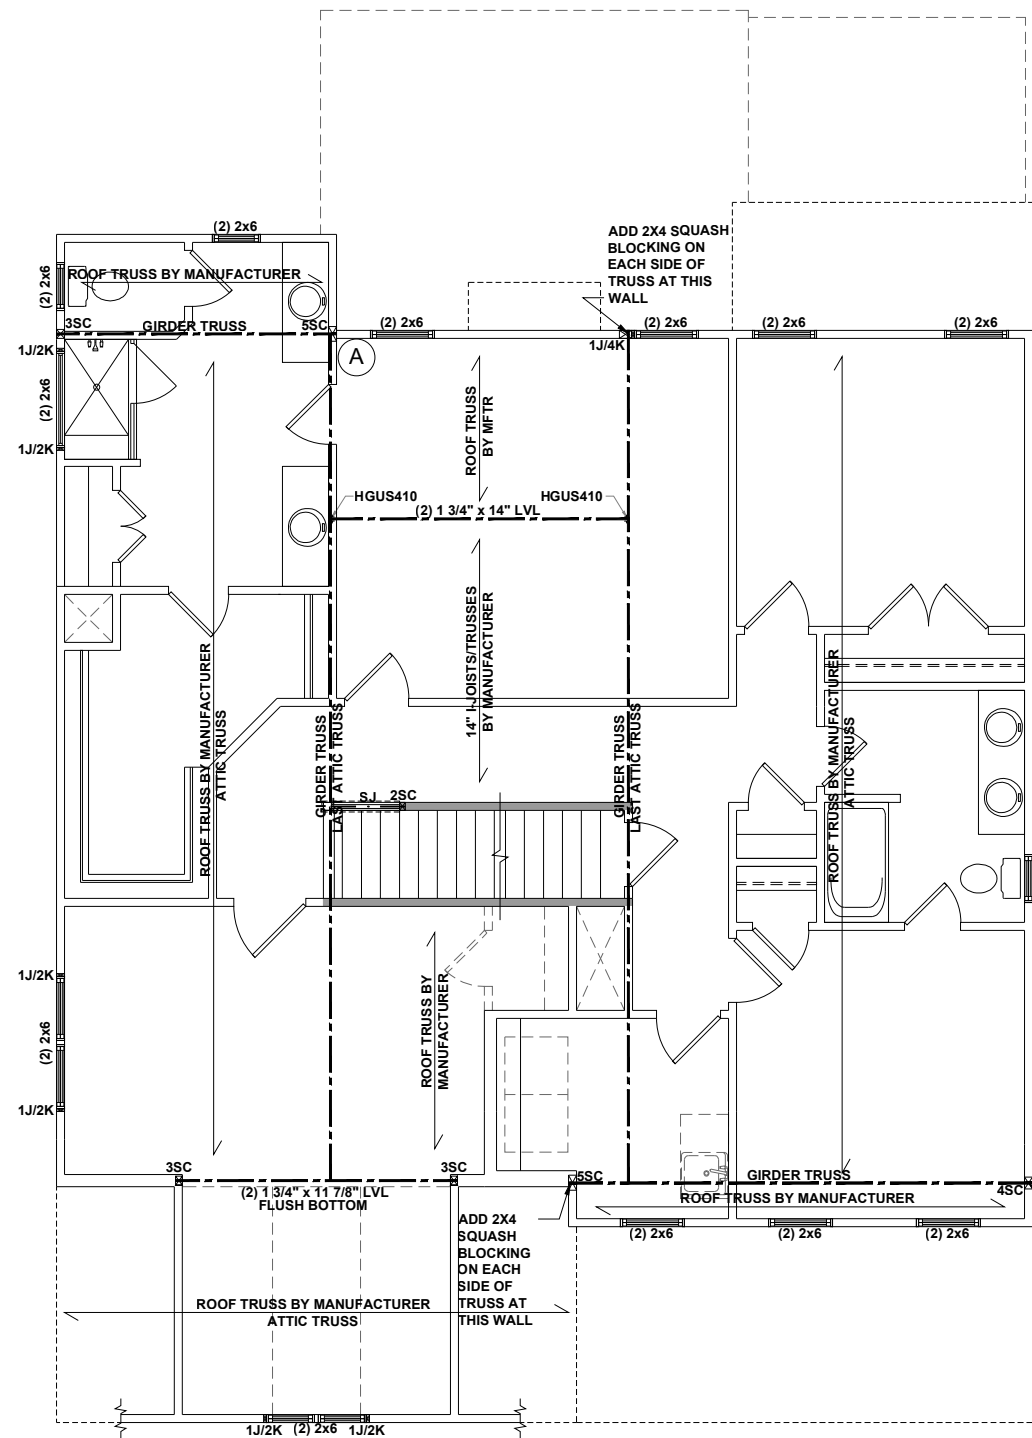 (2) 2x6
ADD 2X4 SQUASH
BLOCKING ON
EACH SIDE OF
TRUSS AT THIS
WALL
(2) 2x6
ROOF TRUSS BY MANUFACTURER
3SC
GIRDER TRUSS
5SC
(2) 2x6
(2) 2x6
(2) 2x6
(2) 2x6
1J/4K
1J/2K
A
(2) 2x6
1J/2K
ROOF TRUSS
BY MFTR
HGUS410
HGUS410
(2) 1 3/4" x 14" LVL
14" I-JOISTS/TRUSSES
BY MANUFACTURER
ROOF TRUSS BY MANUFACTURER
ATTIC TRUSS
GIRDER TRUSS
LAST ATTIC TRUSS
GIRDER TRUSS
LAST ATTIC TRUSS
ROOF TRUSS BY MANUFACTURER
ATTIC TRUSS
SJ
2SC
ROOF TRUSS BY
MANUFACTURER
1J/2K
(2) 2x6
1J/2K
3SC
3SC
(2) 1 3/4" x 11 7/8" LVL
FLUSH BOTTOM
5SC
GIRDER TRUSS
4SC
ROOF TRUSS BY MANUFACTURER
(2) 2x6
(2) 2x6
(2) 2x6
ADD 2X4
SQUASH
BLOCKING
ON EACH
SIDE OF
TRUSS AT
THIS WALL
ROOF TRUSS BY MANUFACTURER
ATTIC TRUSS
1J/2K
(2) 2x6
1J/2K